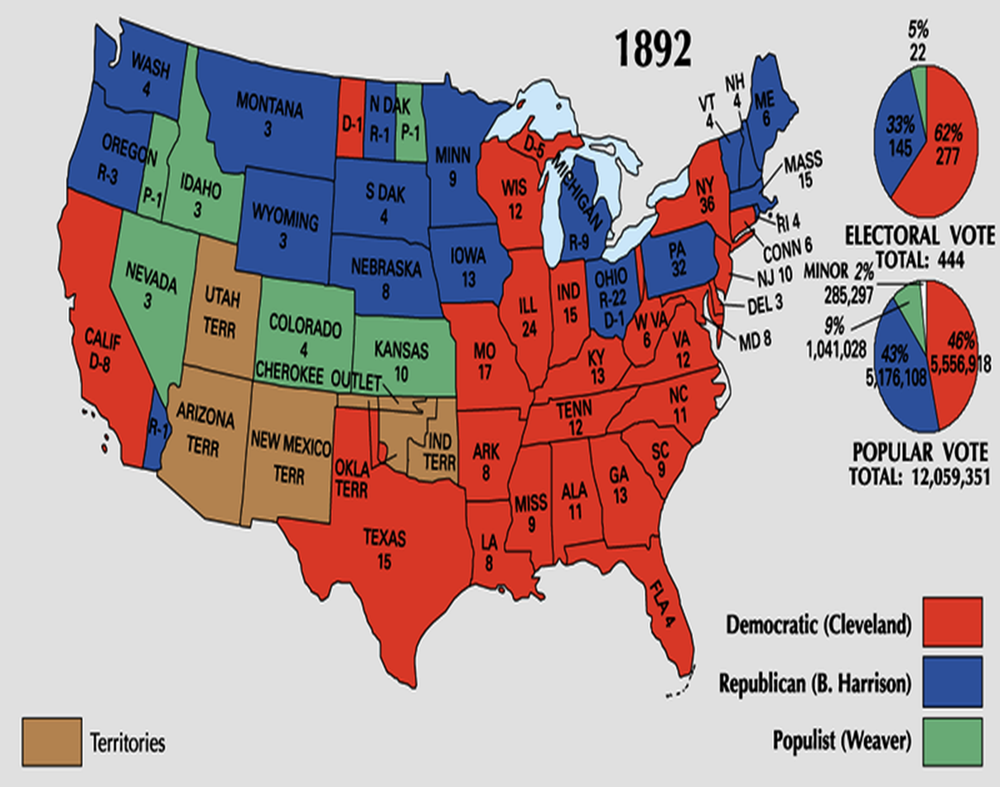 1892
WASH
4
OREGON
R-3
P-1
CALIF
D-8
R-1
NEVADA
3
IDAHO
3
MONTANA
3
WYOMING
3
UTAH
TERR
COLORADO
4
ARIZONA
TERR
NEW MEXICO
TERR
D-1
N DAK
R-1
P-1
S DAK
4
NEBRASKA
8
KANSAS
10
CHEROKEE OUTLET
OKLA
TERR
IND
TERR
TEXAS
15
MINN
9
IOWA
13
MO
17
ARK
8
LA
8
WIS
12
ILL
24
D-5
MICHIGAN
R-9
IND
15
OHIO
R-22
D-1
KY
13
TENN
12
MISS
9
ALA
11
GA
13
FLA 4
SC
9
NC
11
VA
12
W VA
6
PA
32
NY
36
VT
4
NH
4
ME
6
MASS
15
RI 4
CONN 6
NJ 10
DEL 3
MD 8
5%
22
33%
145
62%
277
ELECTORAL VOTE
TOTAL: 444
MINOR 2%
285,297
9%
1,041,028
43%
5,176,108
46%
5,556,918
POPULAR VOTE
TOTAL: 12,059,351
Democratic (Cleveland)
Republican (B. Harrison)
Populist (Weaver)
Territories